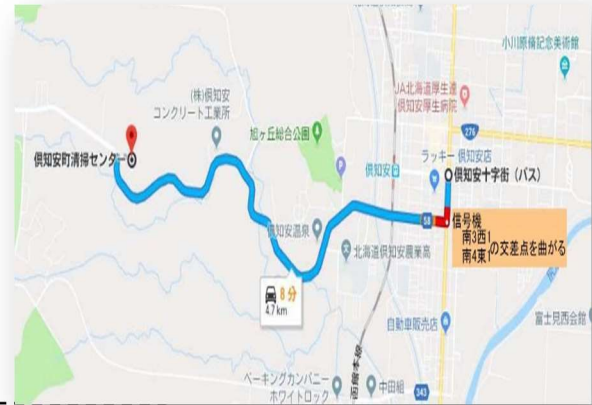 小川原脩記念美術館
JA北海道厚生連
倶知安厚生病院
(株)倶知安
コンクリート工業所
旭ヶ丘総合公園
276
倶知安町清掃センター
倶知安
ラッキー 倶知安店
倶知安十字街（バス）
58
信号機
南3西1
南4東1
の交差点を曲がる
倶知安温泉
北海道倶知安農業高
8 分
4.7 km
自動車販売店
富士見西会館
函館本線
ベーキングカンパニー
ホワイトロック
中田組
343